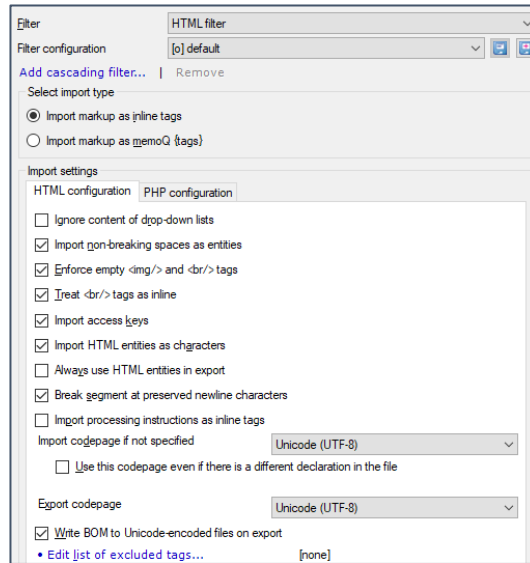 Filter HTML filter
Filter configuration [o] default
Add cascading filter... | Remove
Select import type
Import markup as inline tags
Import markup as memoQ {tags}
Import settings
HTML configuration PHP configuration
Ignore content of drop-down lists
Import non-breaking spaces as entities
Enforce empty <img/> and <br/> tags
Treat <br/> tags as inline
Import access keys
Import HTML entities as characters
Always use HTML entities in export
Break segment at preserved newline characters
Import processing instructions as inline tags
Import codepage if not specified Unicode (UTF-8)
Use this codepage even if there is a different declaration in the file
Export codepage Unicode (UTF-8)
Write BOM to Unicode-encoded files on export
• Edit list of excluded tags... [none]